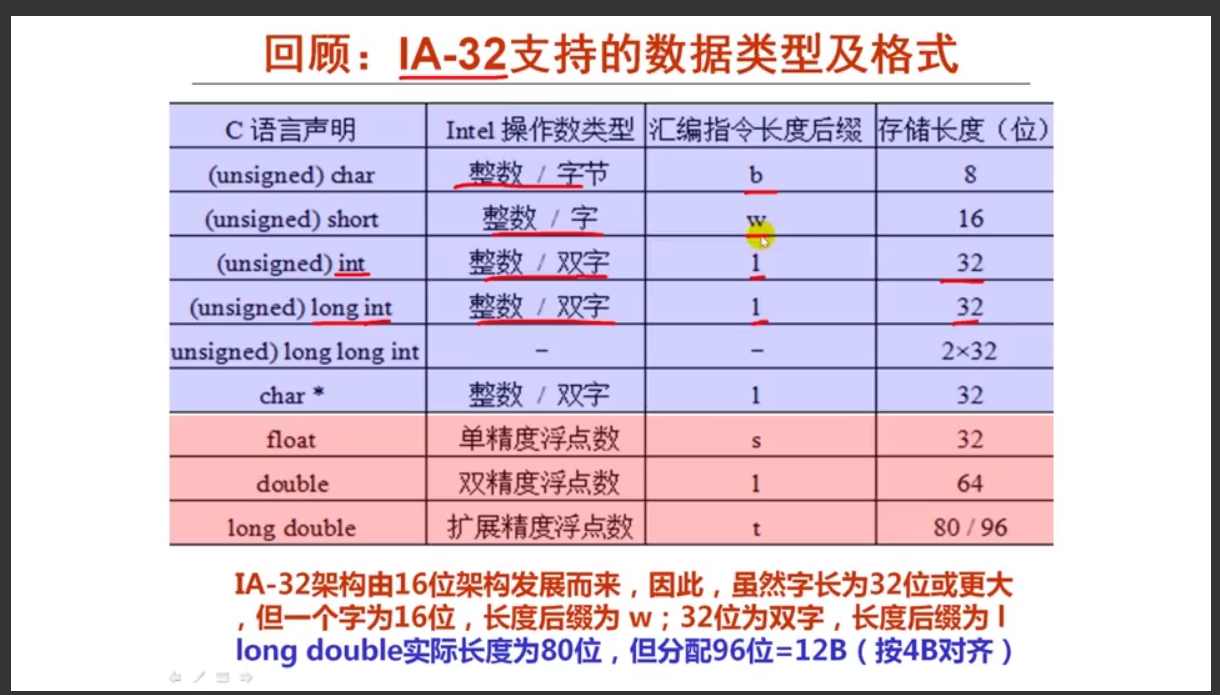 回顾：IA-32支持的数据类型及格式
C 语言声明 Intel 操作数类型 汇编指令长度后缀 存储长度（位）
(unsigned) char 整数 / 字节 b 8
(unsigned) short 整数 / 字 w 16
(unsigned) int 整数 / 双字 l 32
(unsigned) long int 整数 / 双字 l 32
unsigned) long long int – – 2×32
char * 整数 / 双字 l 32
float 单精度浮点数 s 32
double 双精度浮点数 l 64
long double 扩展精度浮点数 t 80 / 96
IA-32架构由16位架构发展而来，因此，虽然字长为32位或更大
，但一个字为16位，长度后缀为 w；32位为双字，长度后缀为 l
long double实际长度为80位，但分配96位=12B（按4B对齐）